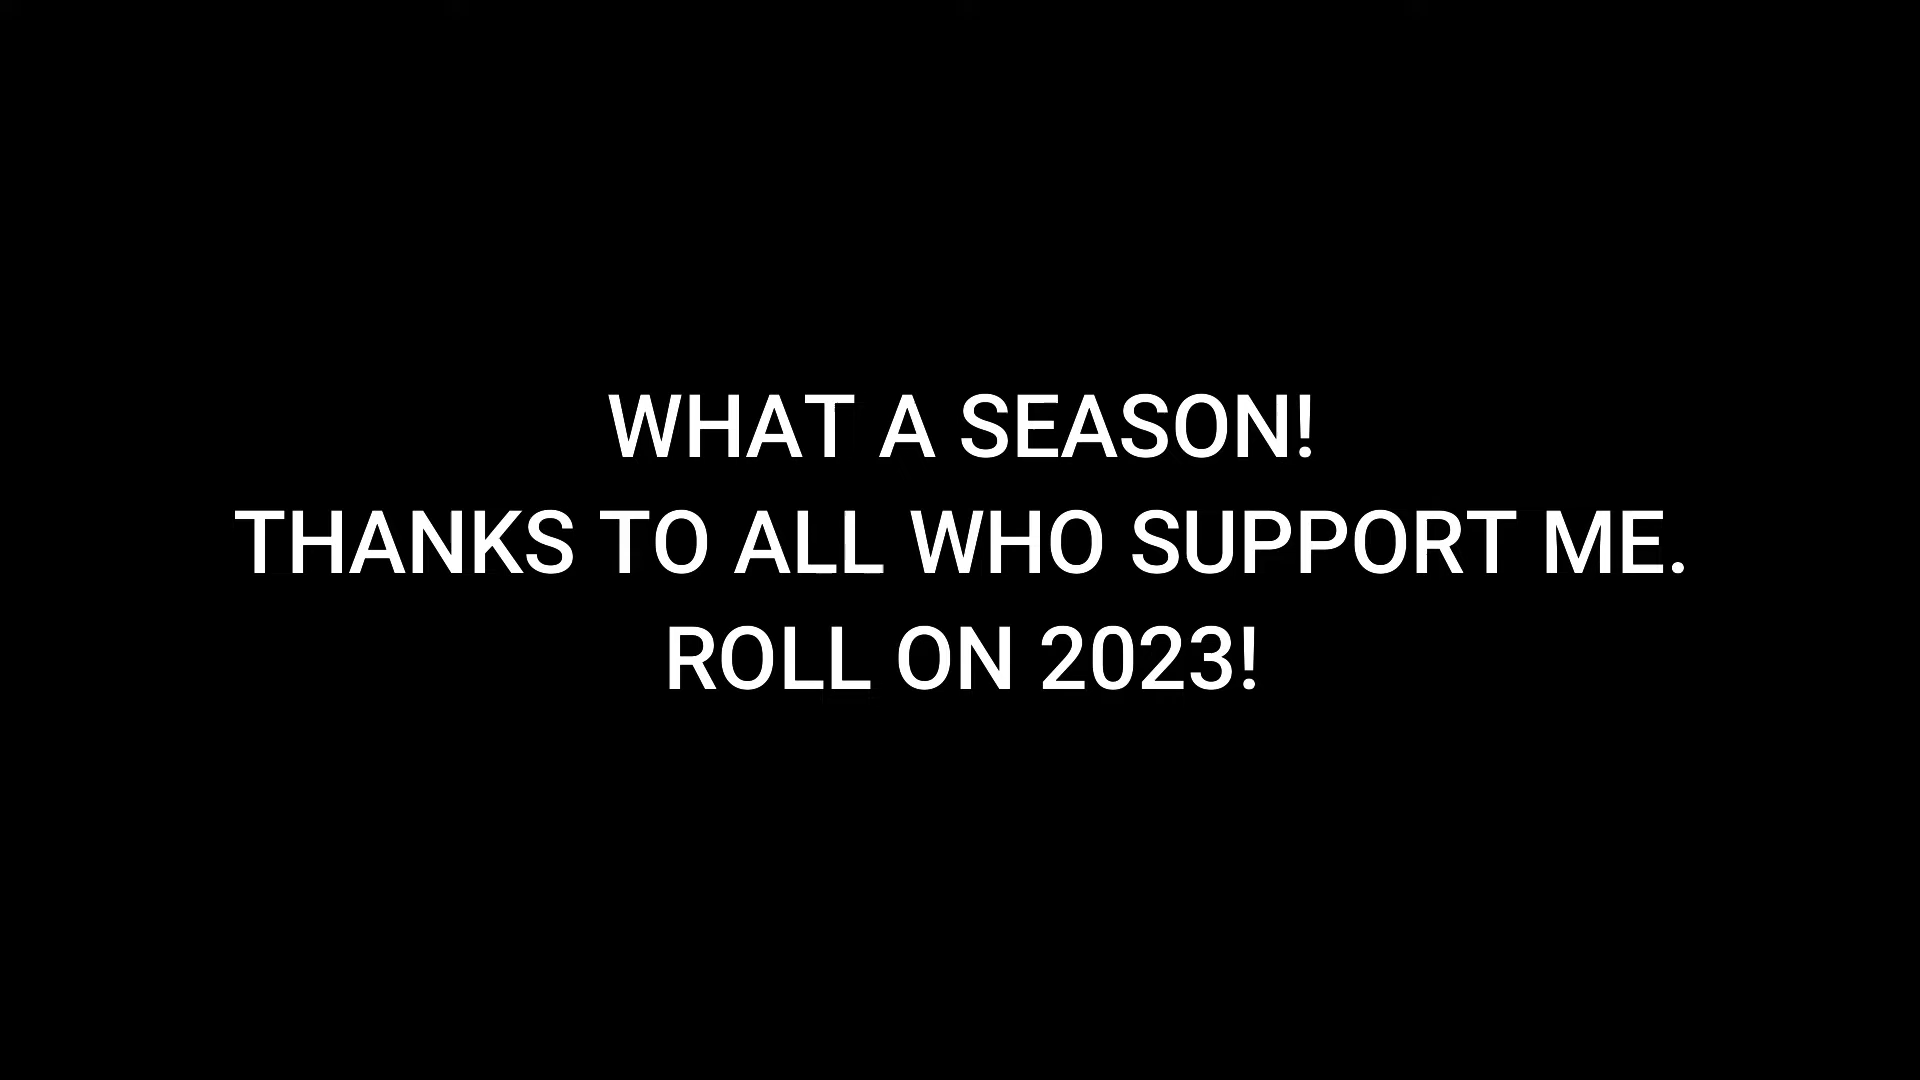 WHAT A SEASON!
THANKS TO ALL WHO SUPPORT ME.
ROLL ON 2023!